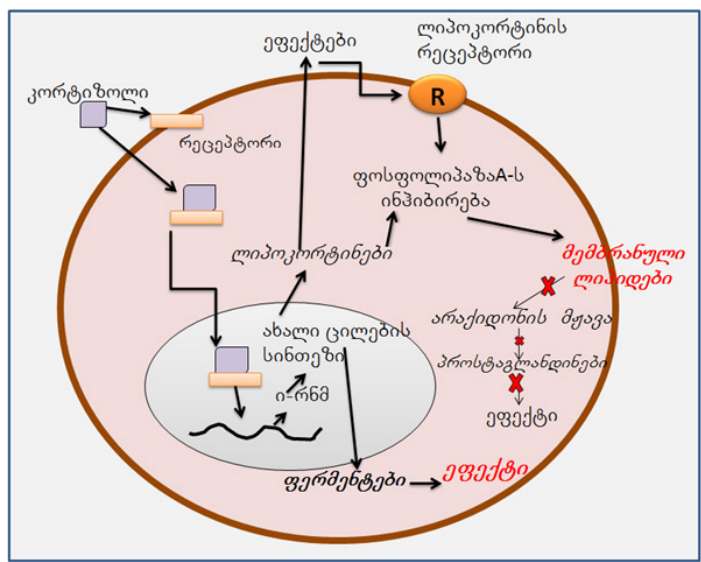 ეფექტები
ლიპოკორტინის
რეცეპტორი
R
კორტიზოლი
რეცეპტორი
ფოსფოლიპაზაA-ს
ინჰიბირება
ლიპოკორტინები
მემბრანული
ლიპიდები
არაქიდონის მჟავა
პროსტაგლანდინები
ეფექტი
ახალი ცილების
სინთეზი
ი-რნმ
ფერმენტები
ეფექტი